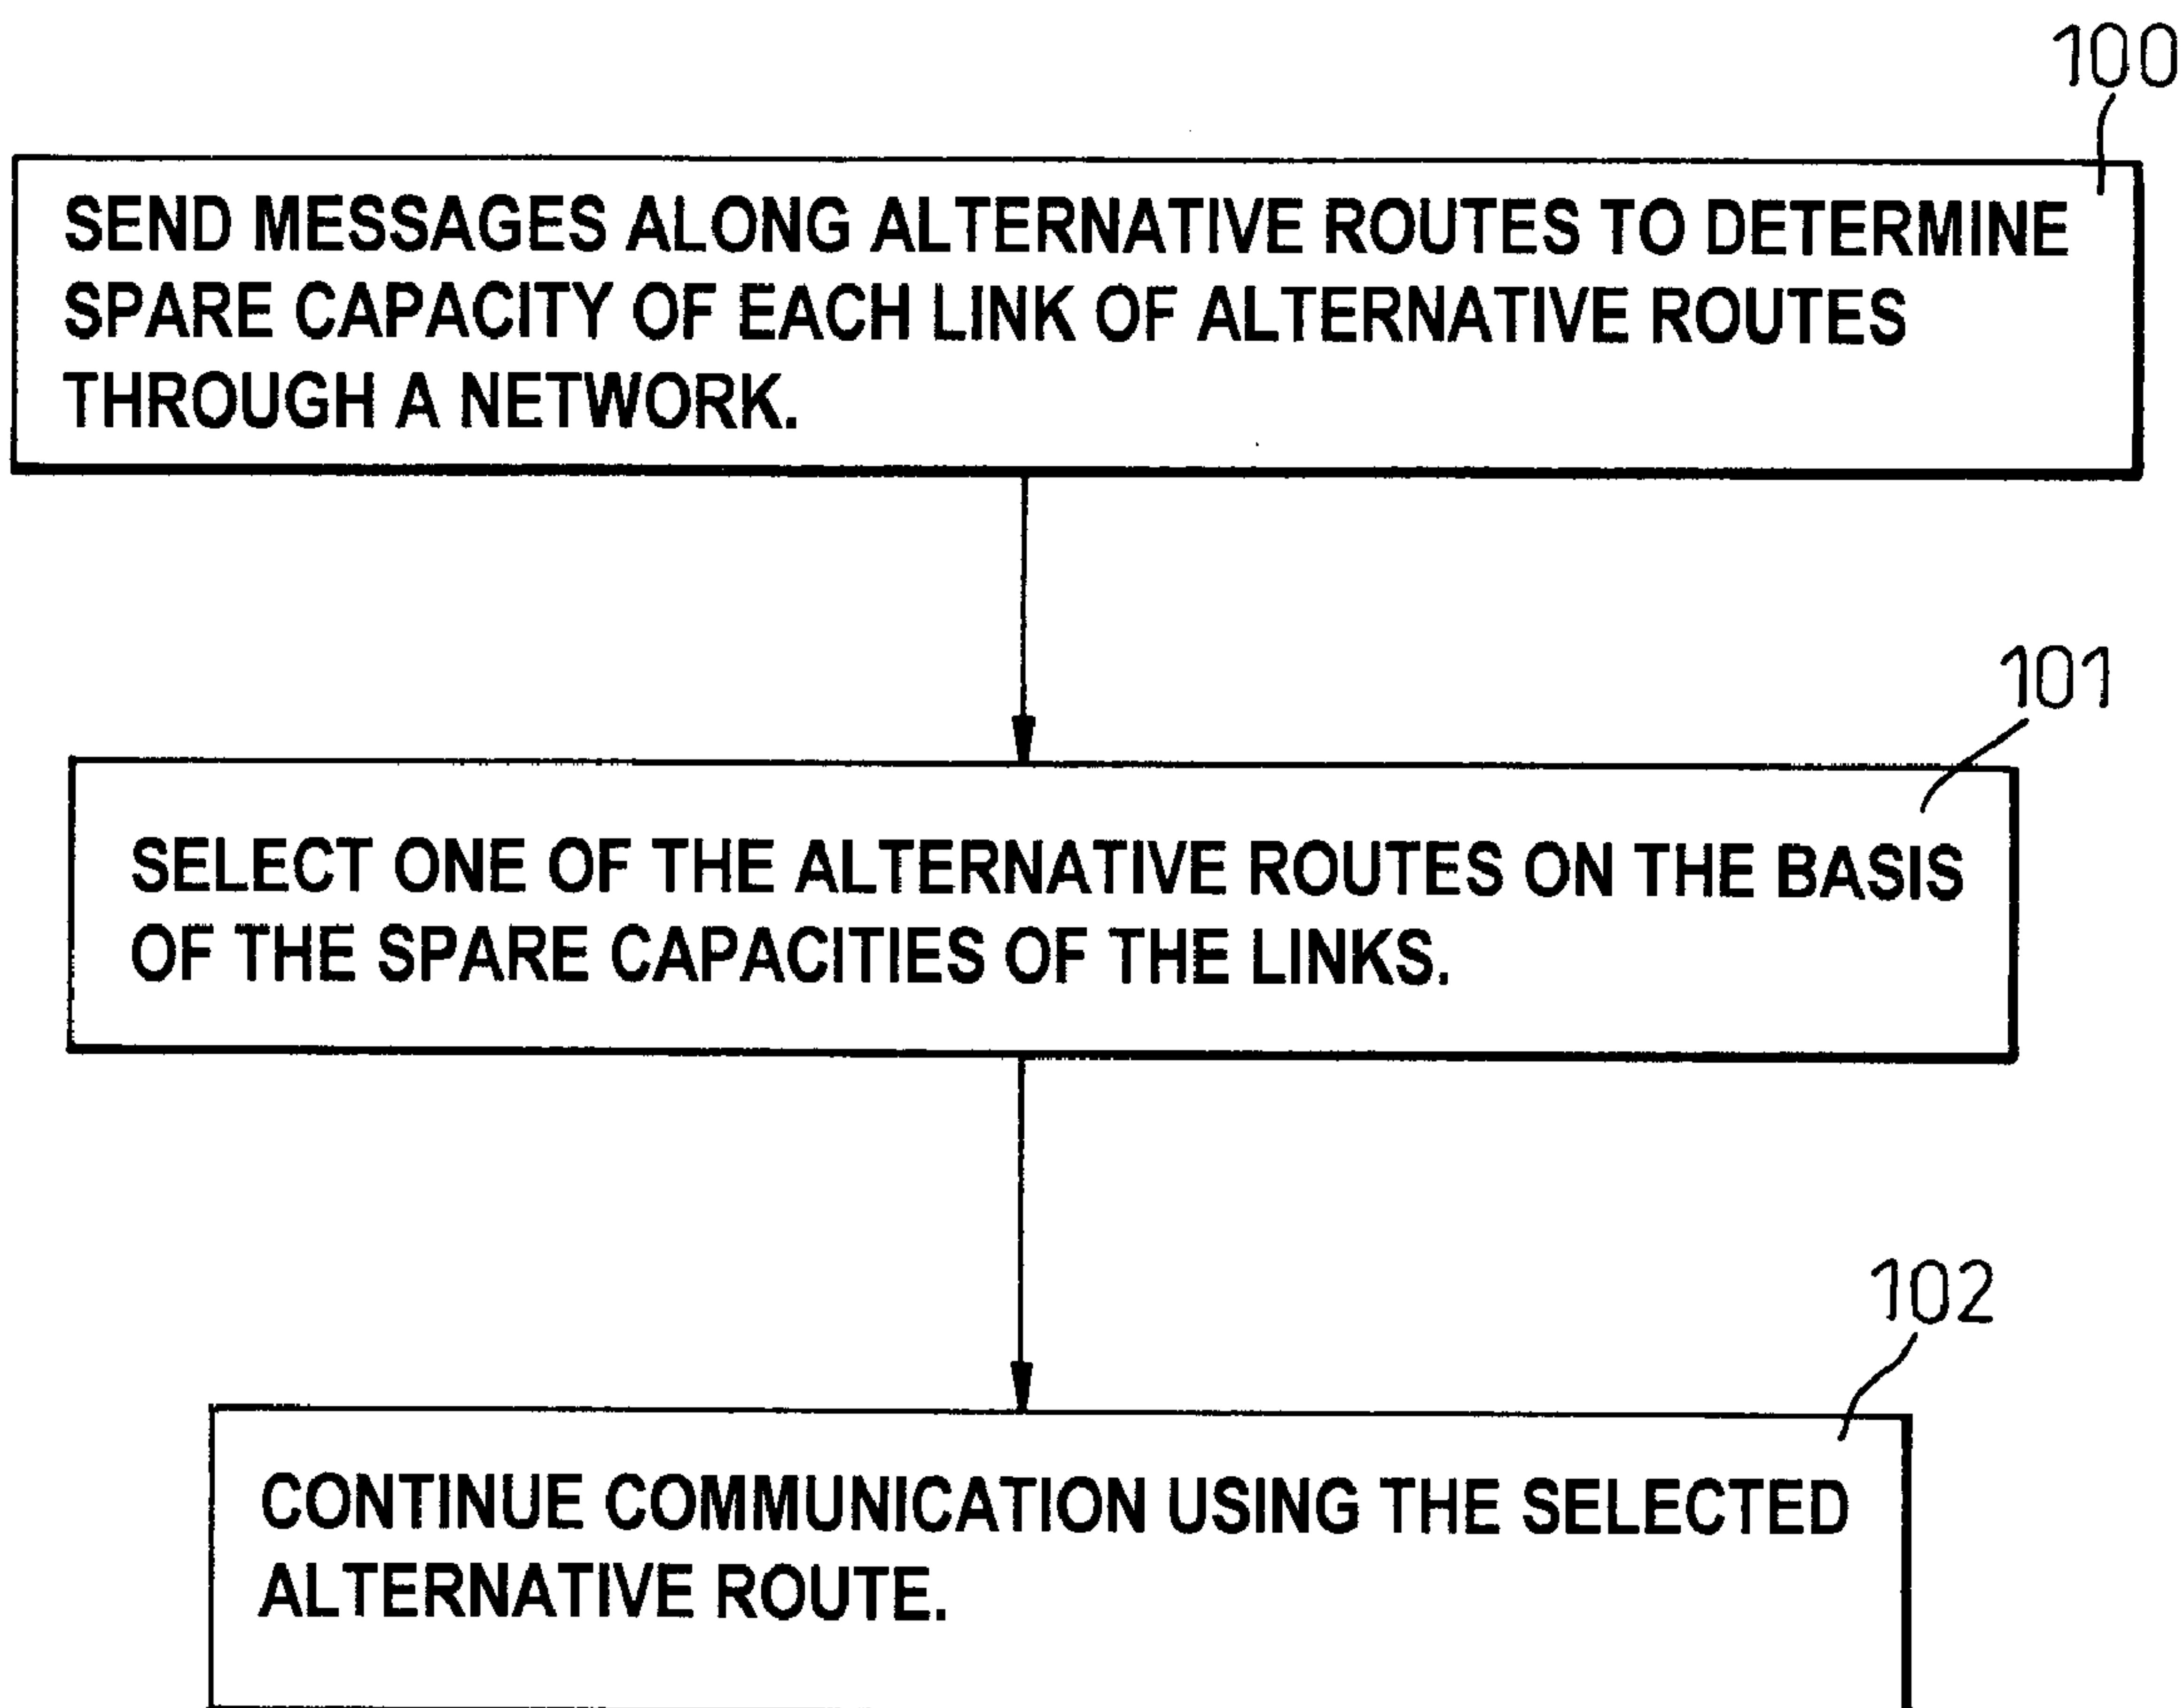 100
SEND MESSAGES ALONG ALTERNATIVE ROUTES TO DETERMINE
SPARE CAPACITY OF EACH LINK OF ALTERNATIVE ROUTES
THROUGH A NETWORK.
101
SELECT ONE OF THE ALTERNATIVE ROUTES ON THE BASIS
OF THE SPARE CAPACITIES OF THE LINKS.
102
CONTINUE COMMUNICATION USING THE SELECTED
ALTERNATIVE ROUTE.